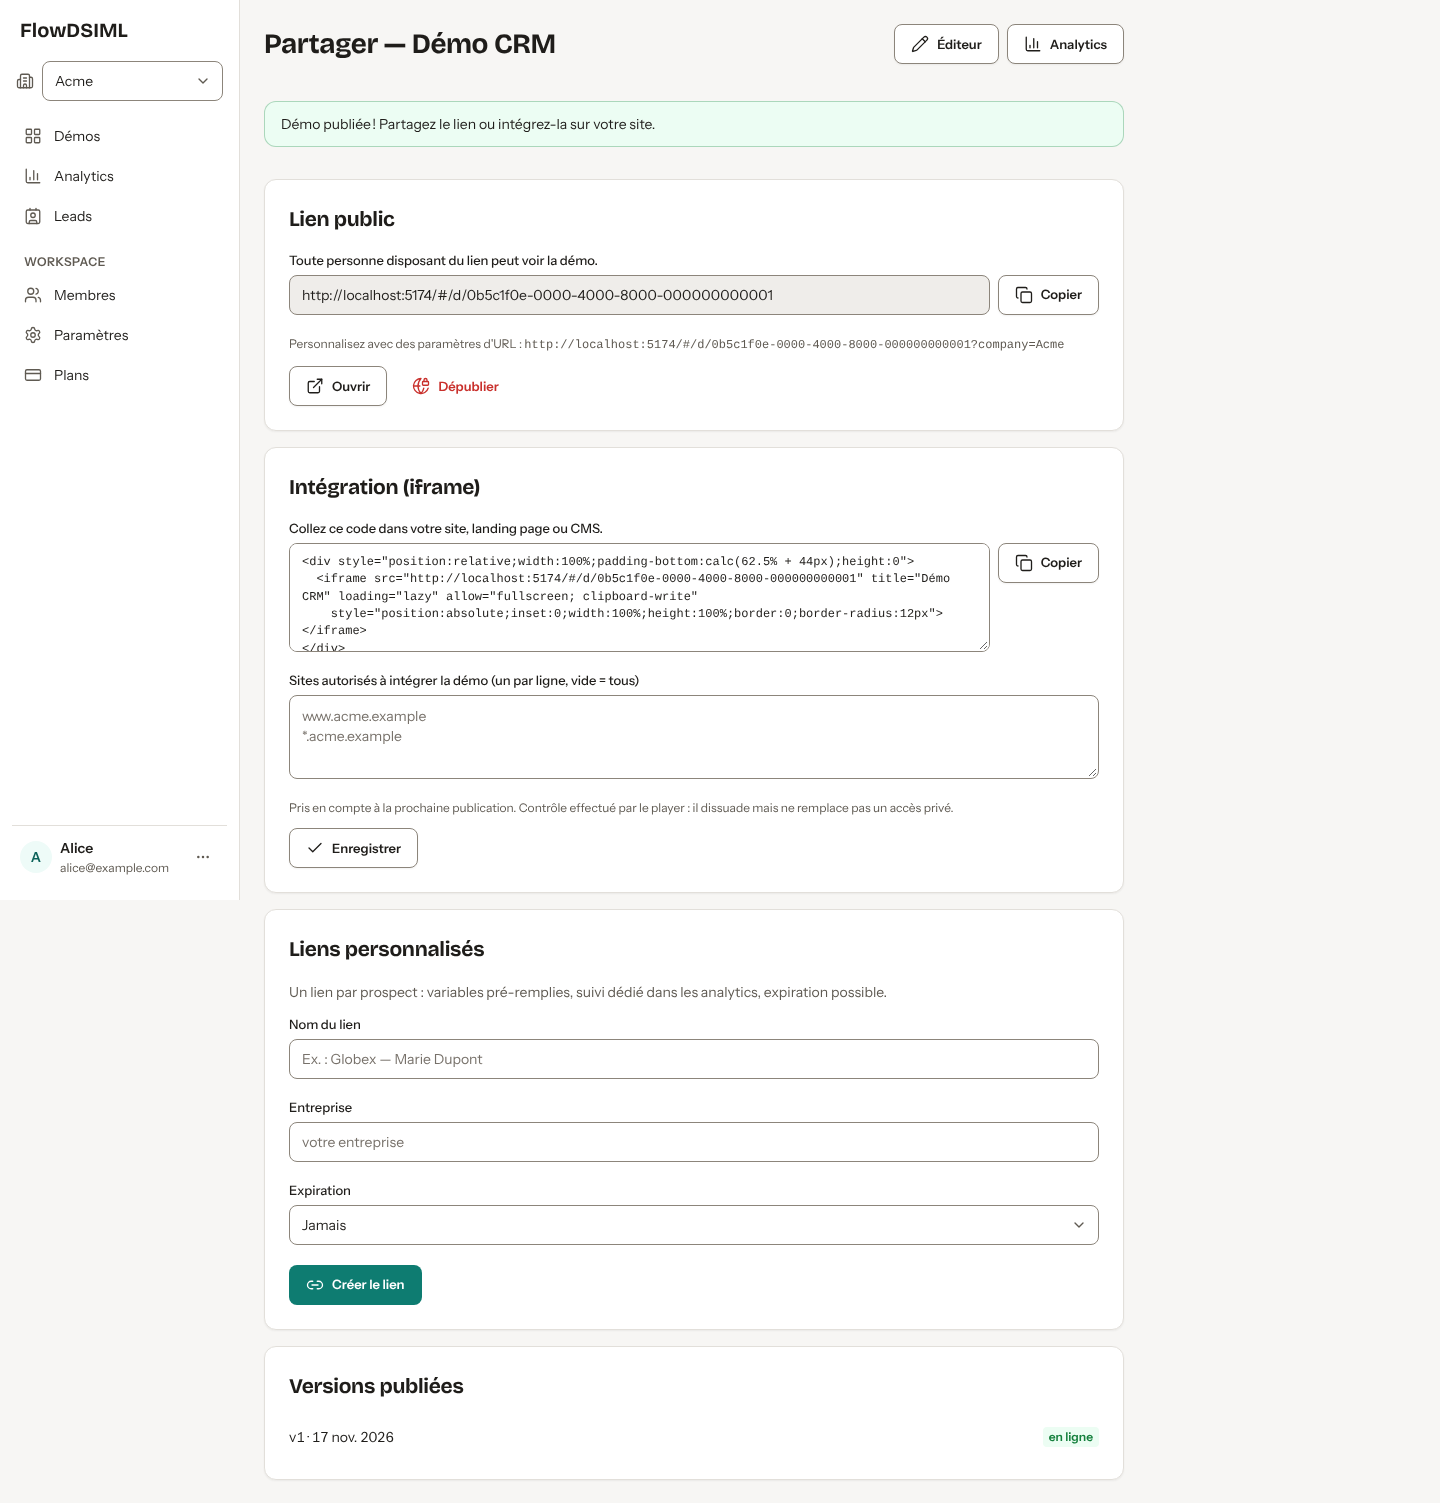 FlowDSIML
Acme
Démos
Analytics
Leads
WORKSPACE
Membres
Paramètres
Plans
A
Alice
alice@example.com
Partager — Démo CRM
Éditeur
Analytics
Démo publiée ! Partagez le lien ou intégrez-la sur votre site.
Lien public
Toute personne disposant du lien peut voir la démo.
http://localhost:5174/#/d/0b5c1f0e-0000-4000-8000-000000000001
Copier
Personnalisez avec des paramètres d'URL : http://localhost:5174/#/d/0b5c1f0e-0000-4000-8000-000000000001?company=Acme
Ouvrir
Dépublier
Intégration (iframe)
Collez ce code dans votre site, landing page ou CMS.
<div style="position:relative;width:100%;padding-bottom:calc(62.5% + 44px);height:0">
<iframe src="http://localhost:5174/#/d/0b5c1f0e-0000-4000-8000-000000000001" title="Démo
CRM" loading="lazy" allow="fullscreen; clipboard-write"
style="position:absolute;inset:0;width:100%;height:100%;border:0;border-radius:12px">
</iframe>
</div>
Copier
Sites autorisés à intégrer la démo (un par ligne, vide = tous)
www.acme.example
*.acme.example
Pris en compte à la prochaine publication. Contrôle effectué par le player : il dissuade mais ne remplace pas un accès privé.
Enregistrer
Liens personnalisés
Un lien par prospect : variables pré-remplies, suivi dédié dans les analytics, expiration possible.
Nom du lien
Ex. : Globex — Marie Dupont
Entreprise
votre entreprise
Expiration
Jamais
Créer le lien
Versions publiées
v1 · 17 nov. 2026
en ligne